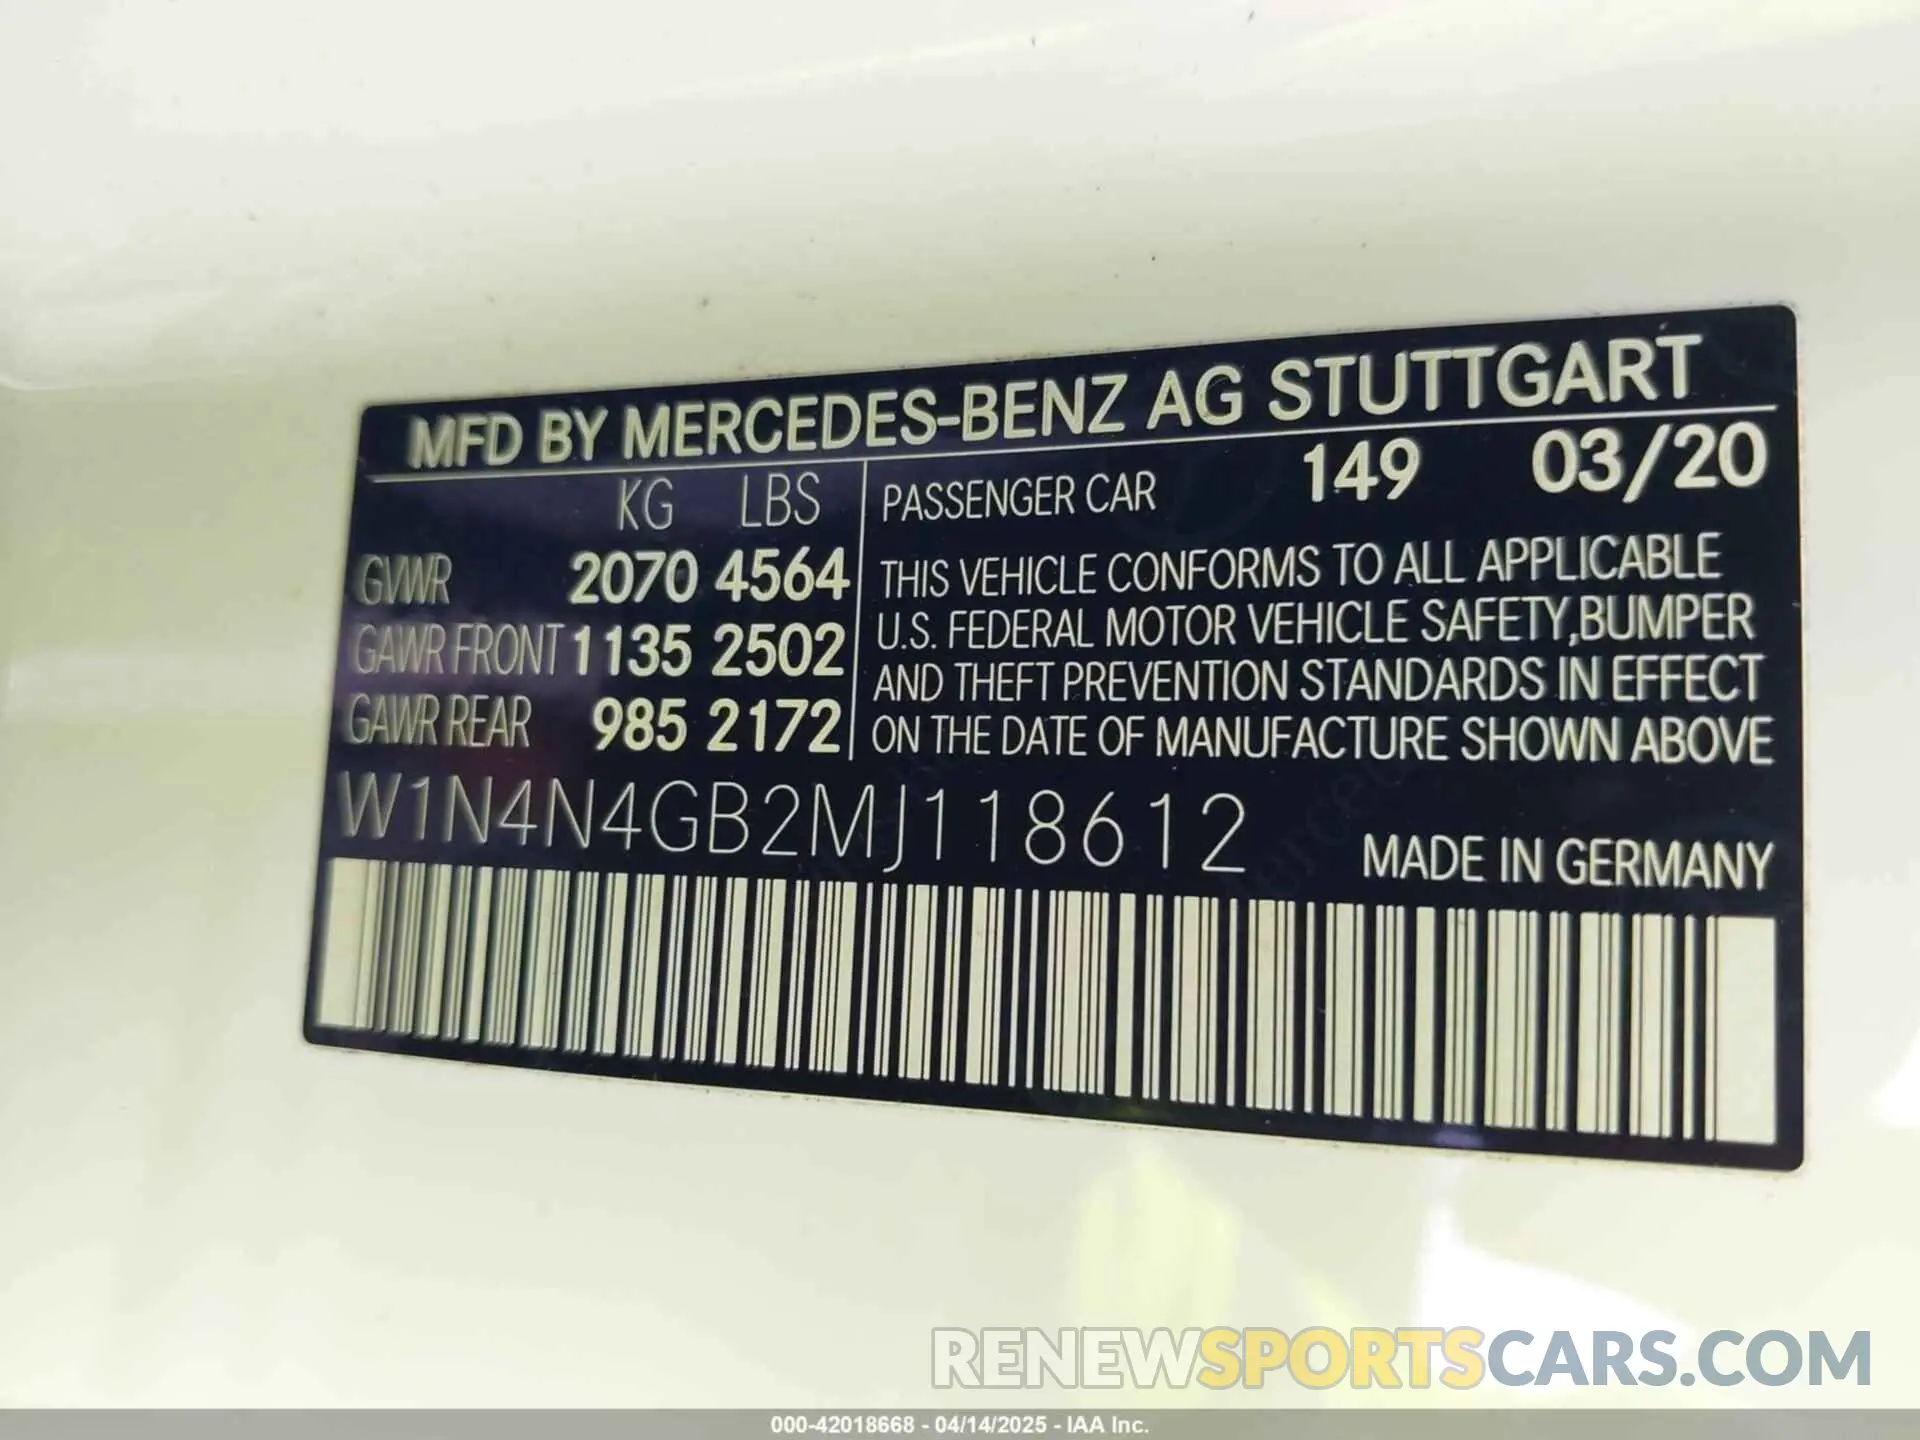 MFD BY MERCEDES-BENZ AG STUTTGART
KG LBS
GVWR 2070 4564
GAWR FRONT 1135 2502
GAWR REAR 985 2172
PASSENGER CAR 149 03/20
THIS VEHICLE CONFORMS TO ALL APPLICABLE
U.S. FEDERAL MOTOR VEHICLE SAFETY,BUMPER
AND THEFT PREVENTION STANDARDS IN EFFECT
ON THE DATE OF MANUFACTURE SHOWN ABOVE
W1N4N4GB2MJ118612
MADE IN GERMANY
RENEWSPORTSCARS.COM
000-42018668 - 04/14/2025 - IAA Inc.